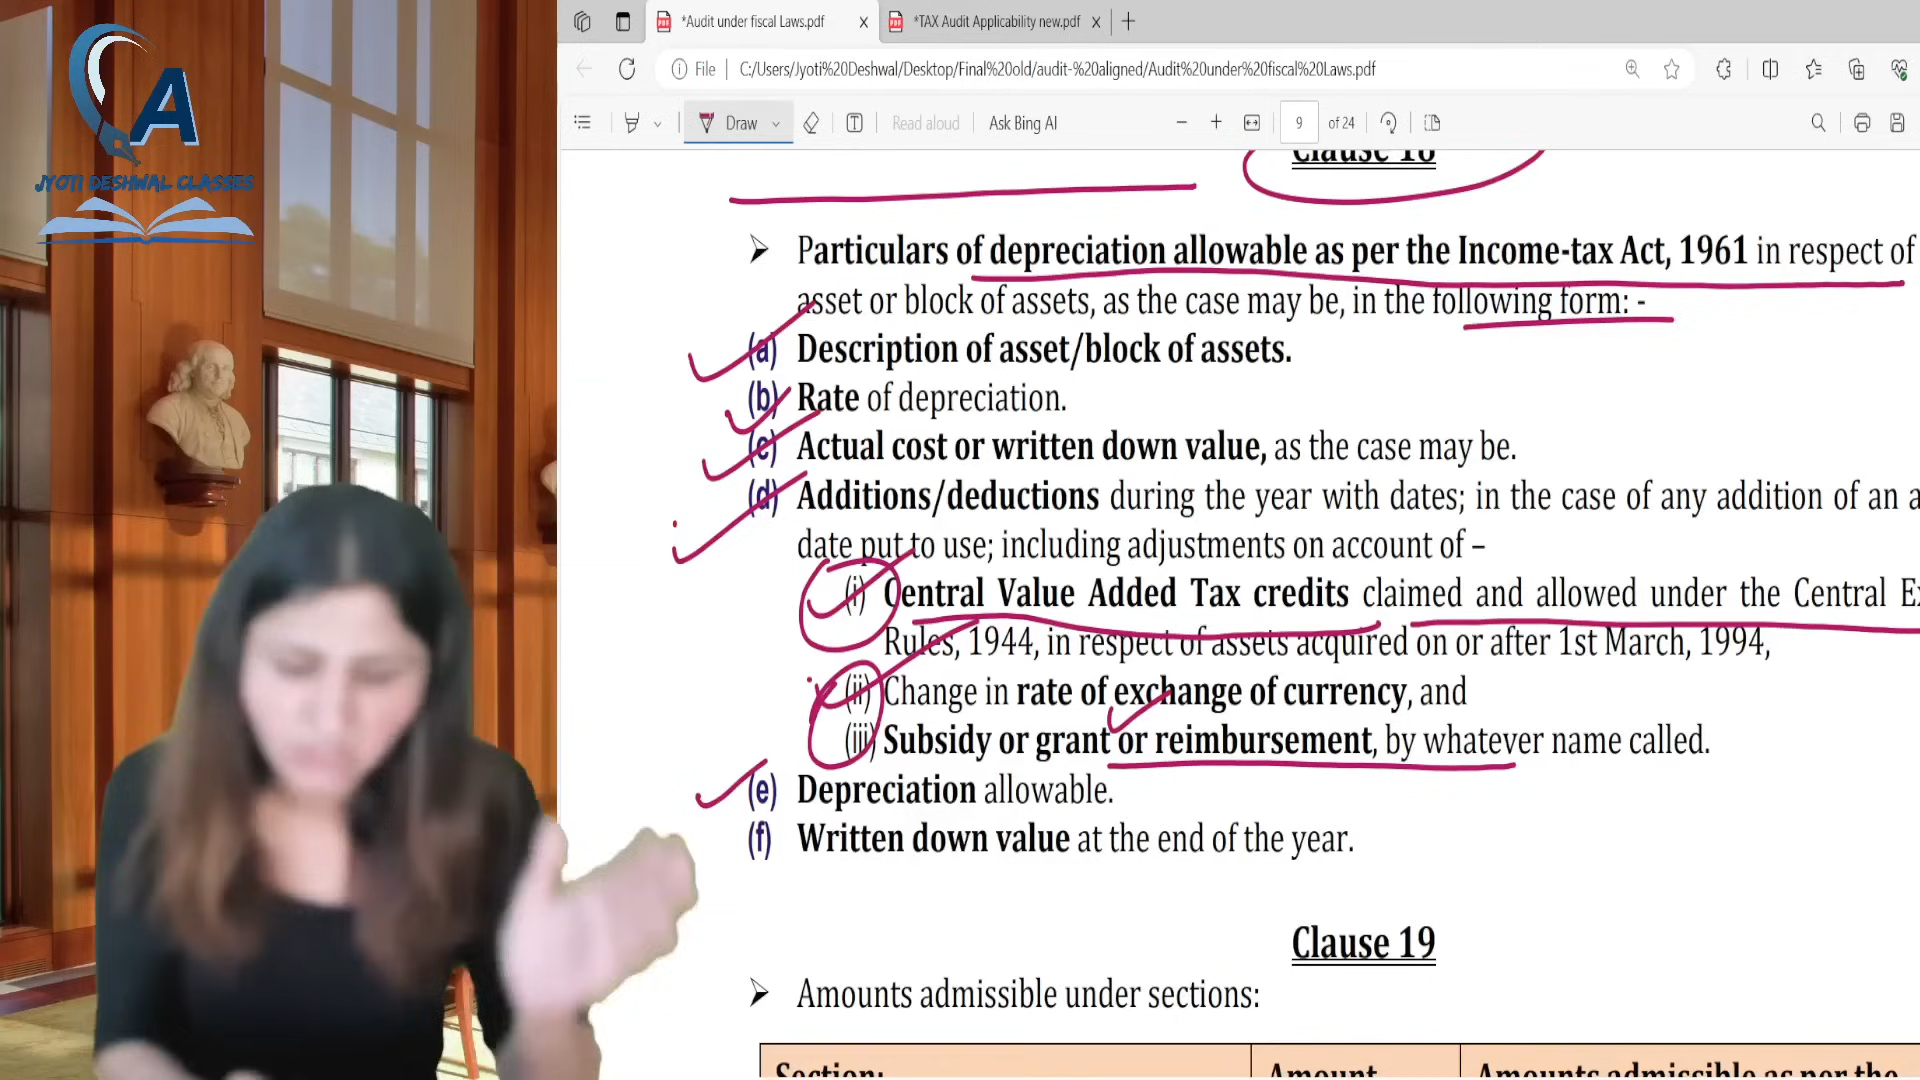 *Audit under fiscal Laws.pdf
*TAX Audit Applicability new.pdf
File C:/Users/Jyoti%20Deshwal/Desktop/Final%20old/audit-%20aligned/Audit%20under%20fiscal%20Laws.pdf
Draw Read aloud Ask Bing AI 9 of 24
A
JYOTI DESHWAL CLASSES
Clause 18
Particulars of depreciation allowable as per the Income-tax Act, 1961 in respect of
asset or block of assets, as the case may be, in the following form: -
(a) Description of asset/block of assets.
(b) Rate of depreciation.
(c) Actual cost or written down value, as the case may be.
(d) Additions/deductions during the year with dates; in the case of any addition of an
date put to use; including adjustments on account of –
(i) Central Value Added Tax credits claimed and allowed under the Central
Rules, 1944, in respect of assets acquired on or after 1st March, 1994,
(ii) Change in rate of exchange of currency, and
(iii) Subsidy or grant or reimbursement, by whatever name called.
(e) Depreciation allowable.
(f) Written down value at the end of the year.
Clause 19
Amounts admissible under sections:
Section: Amount Amounts admissible as per the